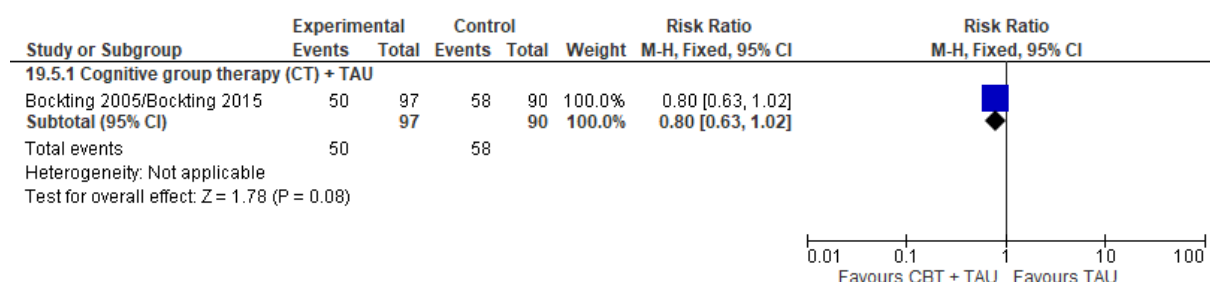 Experimental Control Risk Ratio Risk Ratio
Study or Subgroup Events Total Events Total Weight M-H, Fixed, 95% CI M-H, Fixed, 95% CI
19.5.1 Cognitive group therapy (CT) + TAU
Bockting 2005/Bockting 2015 50 97 58 90 100.0% 0.80 [0.63, 1.02]
Subtotal (95% CI) 97 90 100.0% 0.80 [0.63, 1.02]
Total events 50 58
Heterogeneity: Not applicable
Test for overall effect: Z = 1.78 (P = 0.08)
0.01 0.1 1 10 100
Favours CBT + TAU Favours TAU